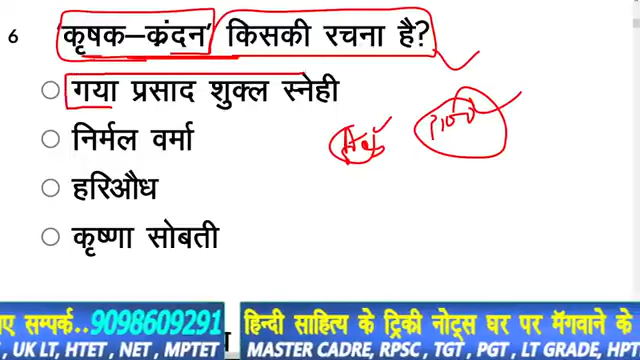 6 'कृषक–कंदन' किसकी रचना है?
गया प्रसाद शुक्ल स्नेही
निर्मल वर्मा
हरिऔध
कृष्णा सोबती
ए सम्पर्क..9098609291 हिन्दी साहित्य के ट्रिकी नोट्स घर पर मॅगवाने के
, UK LT, HTET , NET , MPTET MASTER CADRE, RPSC , TGT , PGT , LT GRADE, HPT